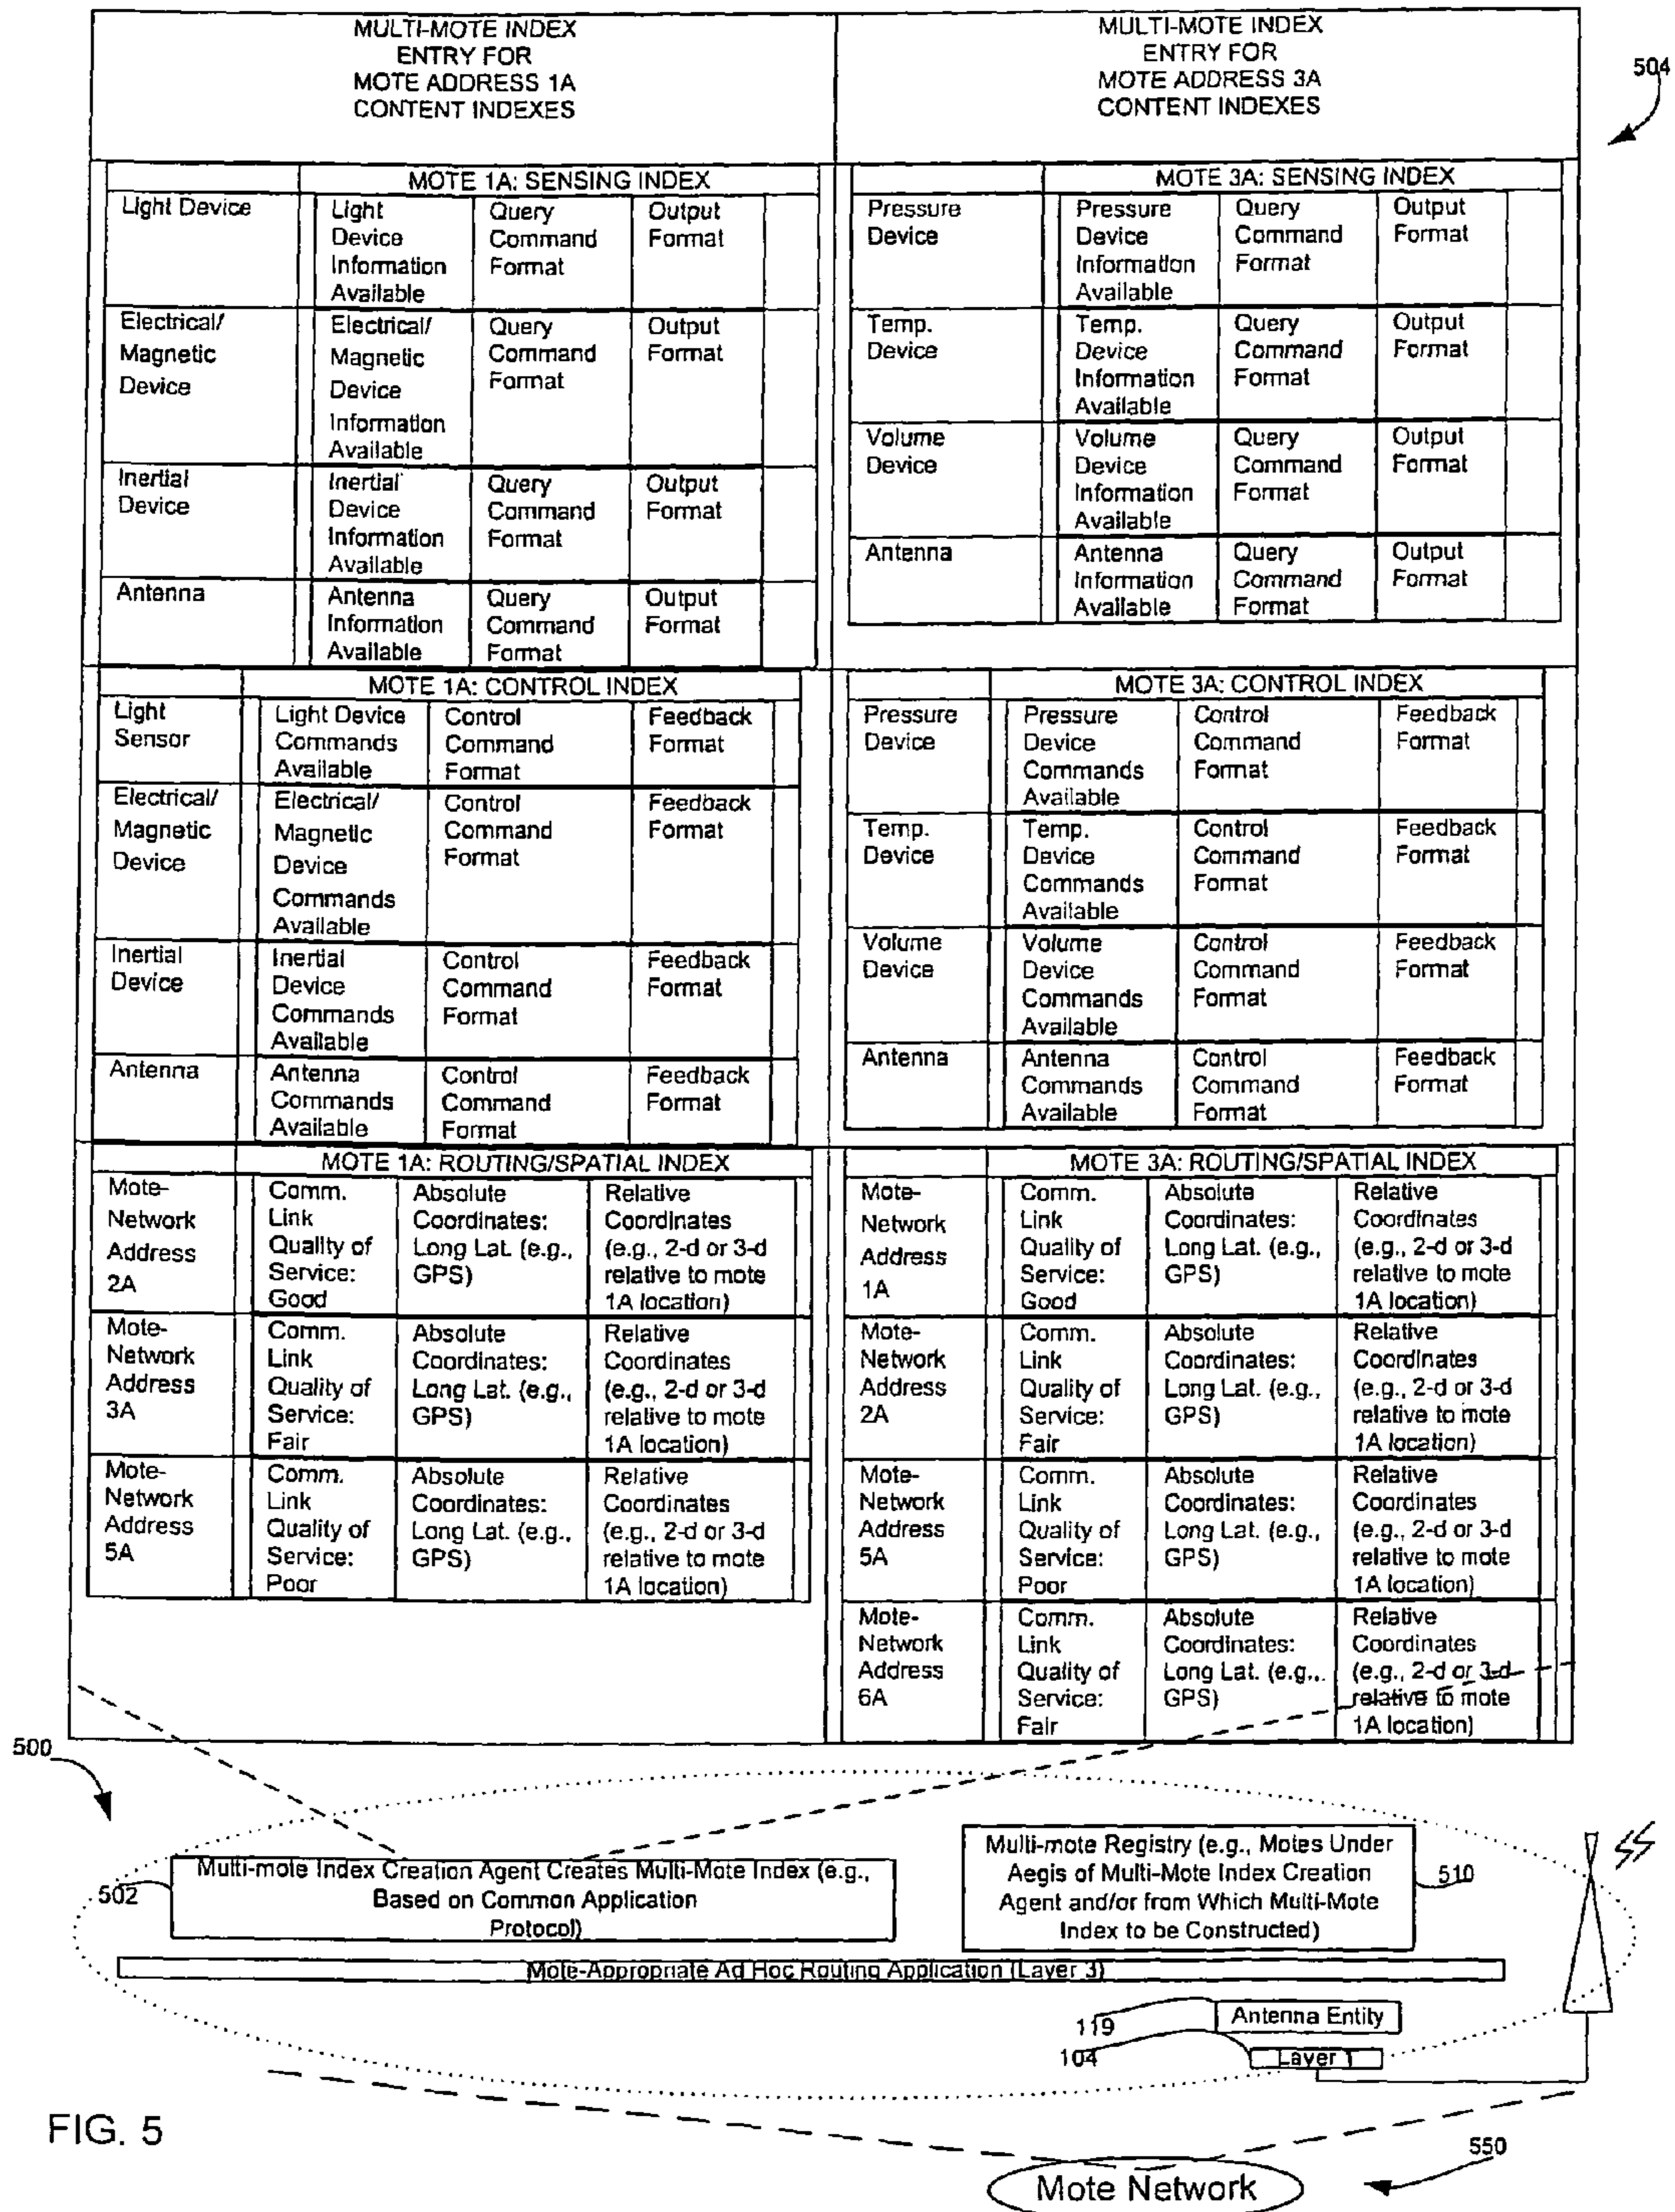 MULTI-MOTE INDEX
ENTRY FOR
MOTE ADDRESS 1A
CONTENT INDEXES
MULTI-MOTE INDEX
ENTRY FOR
MOTE ADDRESS 3A
CONTENT INDEXES
504
MOTE 1A: SENSING INDEX
Light Device
Light
Device
Information
Available
Query
Command
Format
Output
Format
Electrical/
Magnetic
Device
Electrical/
Magnetic
Device
Information
Available
Query
Command
Format
Output
Format
Inertial
Device
Inertial
Device
Information
Available
Query
Command
Format
Output
Format
Antenna
Antenna
Information
Available
Query
Command
Format
Output
Format
MOTE 3A: SENSING INDEX
Pressure
Device
Pressure
Device
Information
Available
Query
Command
Format
Output
Format
Temp.
Device
Temp.
Device
Information
Available
Query
Command
Format
Output
Format
Volume
Device
Volume
Device
Information
Available
Query
Command
Format
Output
Format
Antenna
Antenna
Information
Available
Query
Command
Format
Output
Format
MOTE 1A: CONTROL INDEX
Light
Sensor
Light Device
Commands
Available
Control
Command
Format
Feedback
Format
Electrical/
Magnetic
Device
Electrical/
Magnetic
Device
Commands
Available
Control
Command
Format
Feedback
Format
Inertial
Device
Inertial
Device
Commands
Available
Control
Command
Format
Feedback
Format
Antenna
Antenna
Commands
Available
Control
Command
Format
Feedback
Format
MOTE 3A: CONTROL INDEX
Pressure
Device
Pressure
Device
Commands
Available
Control
Command
Format
Feedback
Format
Temp.
Device
Temp.
Device
Commands
Available
Control
Command
Format
Feedback
Format
Volume
Device
Volume
Device
Commands
Available
Control
Command
Format
Feedback
Format
Antenna
Antenna
Commands
Available
Control
Command
Format
Feedback
Format
MOTE 1A: ROUTING/SPATIAL INDEX
Mote-
Network
Address
2A
Comm.
Link
Quality of
Service:
Good
Absolute
Coordinates:
Long Lat. (e.g.,
GPS)
Relative
Coordinates
(e.g., 2-d or 3-d
relative to mote
1A location)
Mote-
Network
Address
3A
Comm.
Link
Quality of
Service:
Fair
Absolute
Coordinates:
Long Lat. (e.g.,
GPS)
Relative
Coordinates
(e.g., 2-d or 3-d
relative to mote
1A location)
Mote-
Network
Address
5A
Comm.
Link
Quality of
Service:
Poor
Absolute
Coordinates:
Long Lat. (e.g.,
GPS)
Relative
Coordinates
(e.g., 2-d or 3-d
relative to mote
1A location)
MOTE 3A: ROUTING/SPATIAL INDEX
Mote-
Network
Address
1A
Comm.
Link
Quality of
Service:
Good
Absolute
Coordinates:
Long Lat. (e.g.,
GPS)
Relative
Coordinates
(e.g., 2-d or 3-d
relative to mote
1A location)
Mote-
Network
Address
2A
Comm.
Link
Quality of
Service:
Fair
Absolute
Coordinates:
Long Lat. (e.g.,
GPS)
Relative
Coordinates
(e.g., 2-d or 3-d
relative to mote
1A location)
Mote-
Network
Address
5A
Comm.
Link
Quality of
Service:
Poor
Absolute
Coordinates:
Long Lat. (e.g.,
GPS)
Relative
Coordinates
(e.g., 2-d or 3-d
relative to mote
1A location)
Mote-
Network
Address
6A
Comm.
Link
Quality of
Service:
Fair
Absolute
Coordinates:
Long Lat. (e.g.,
GPS)
Relative
Coordinates
(e.g., 2-d or 3-d
relative to mote
1A location)
500
502
Multi-mote Index Creation Agent Creates Multi-Mote Index (e.g.,
Based on Common Application
Protocol)
Multi-mote Registry (e.g., Motes Under
Aegis of Multi-Mote Index Creation
Agent and/or from Which Multi-Mote
Index to be Constructed)
510
Mote-Appropriate Ad Hoc Routing Application (Layer 3)
119
Antenna Entity
104
Layer 1
FIG. 5
550
Mote Network